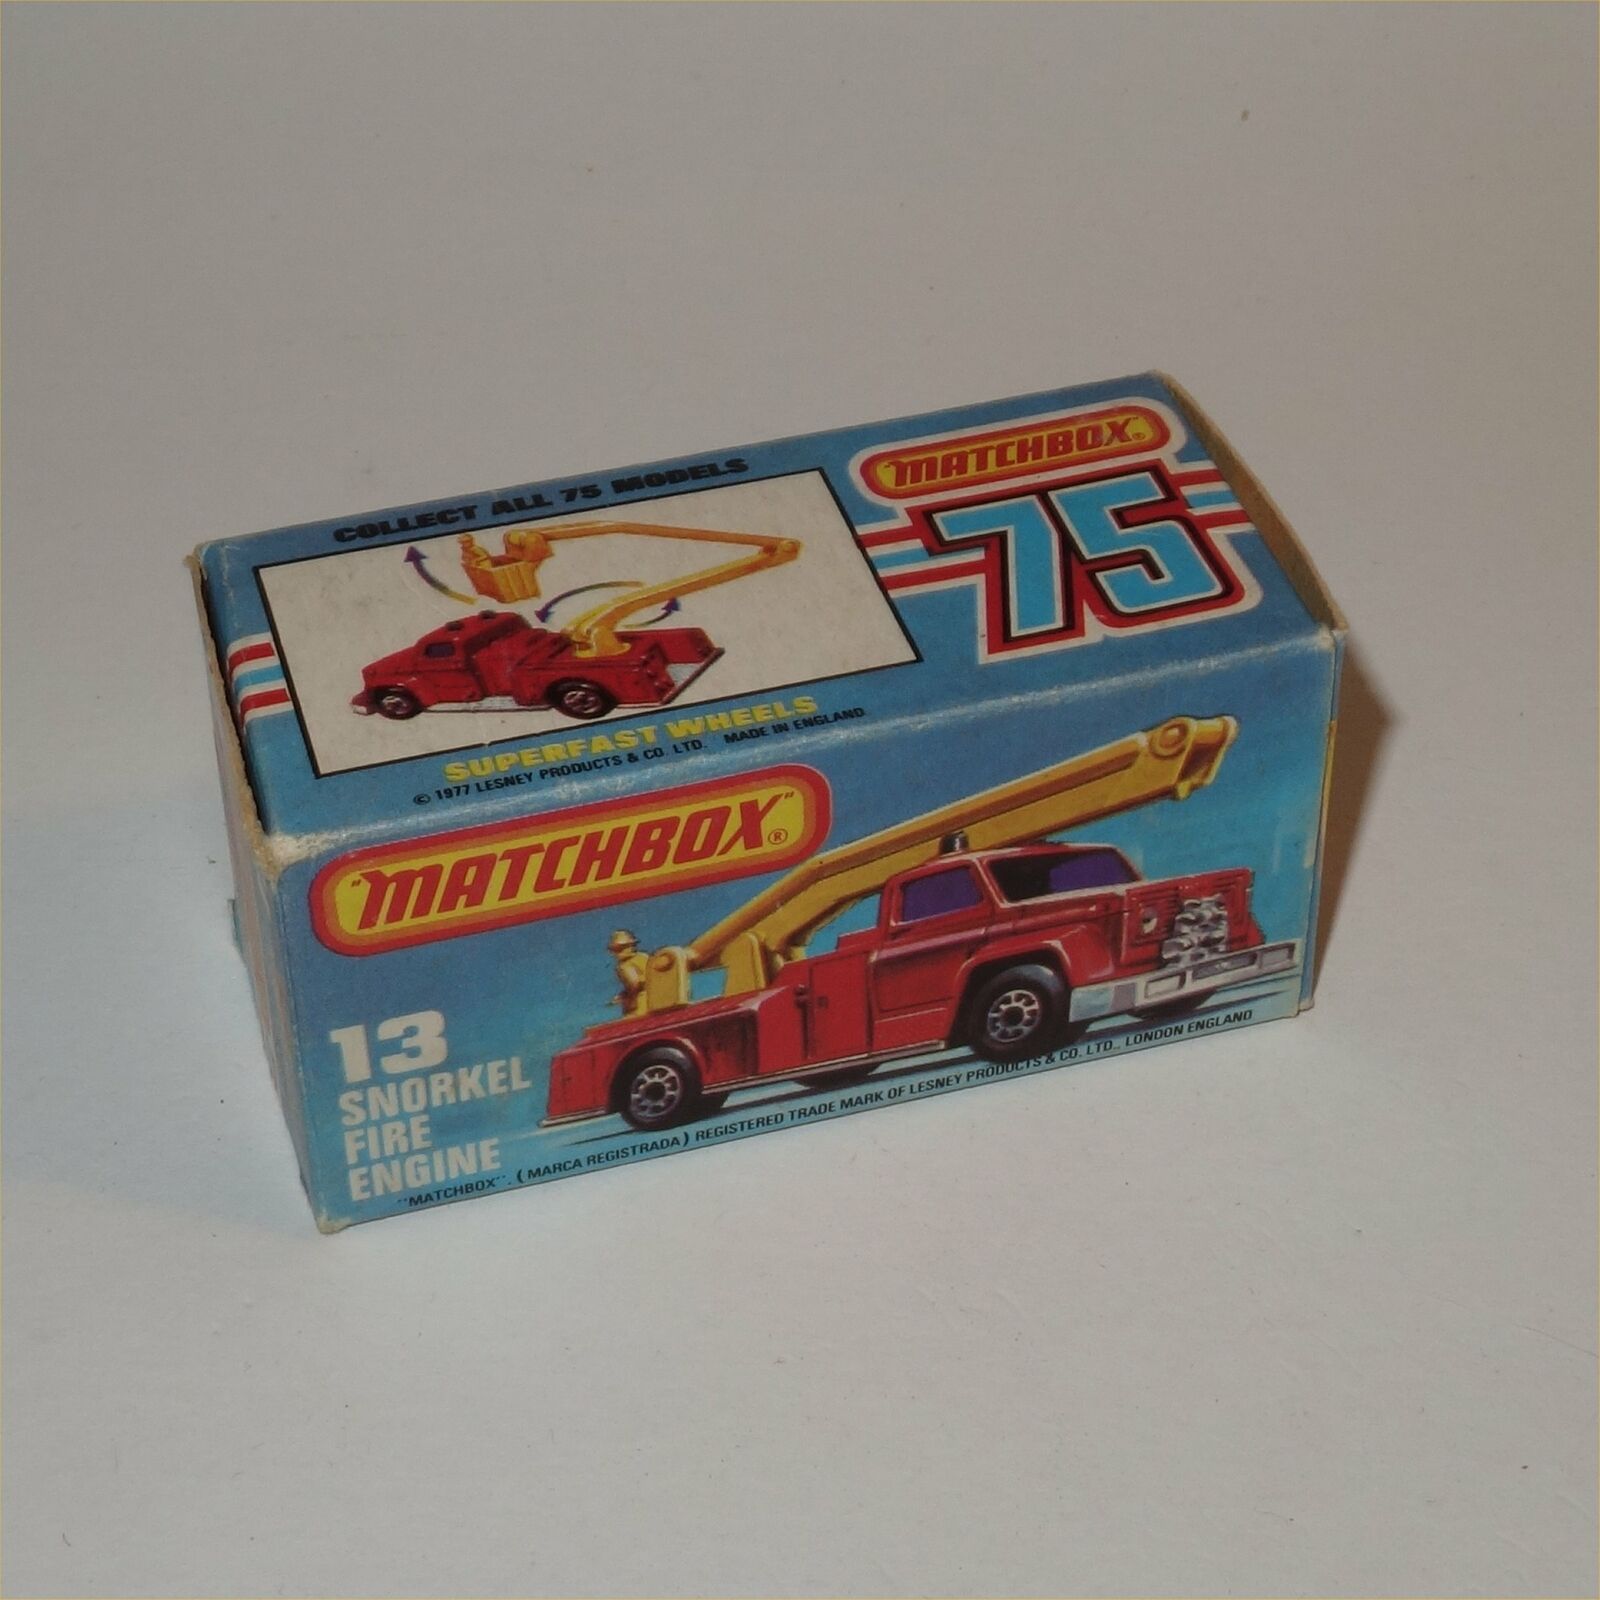 COLLECT ALL 75 MODELS
"MATCHBOX"®
75
SUPERFAST WHEELS
© 1977 LESNEY PRODUCTS & CO. LTD. MADE IN ENGLAND
"MATCHBOX"®
13
SNORKEL
FIRE
ENGINE
"MATCHBOX". (MARCA REGISTRADA) REGISTERED TRADE MARK OF LESNEY PRODUCTS & CO. LTD., LONDON ENGLAND